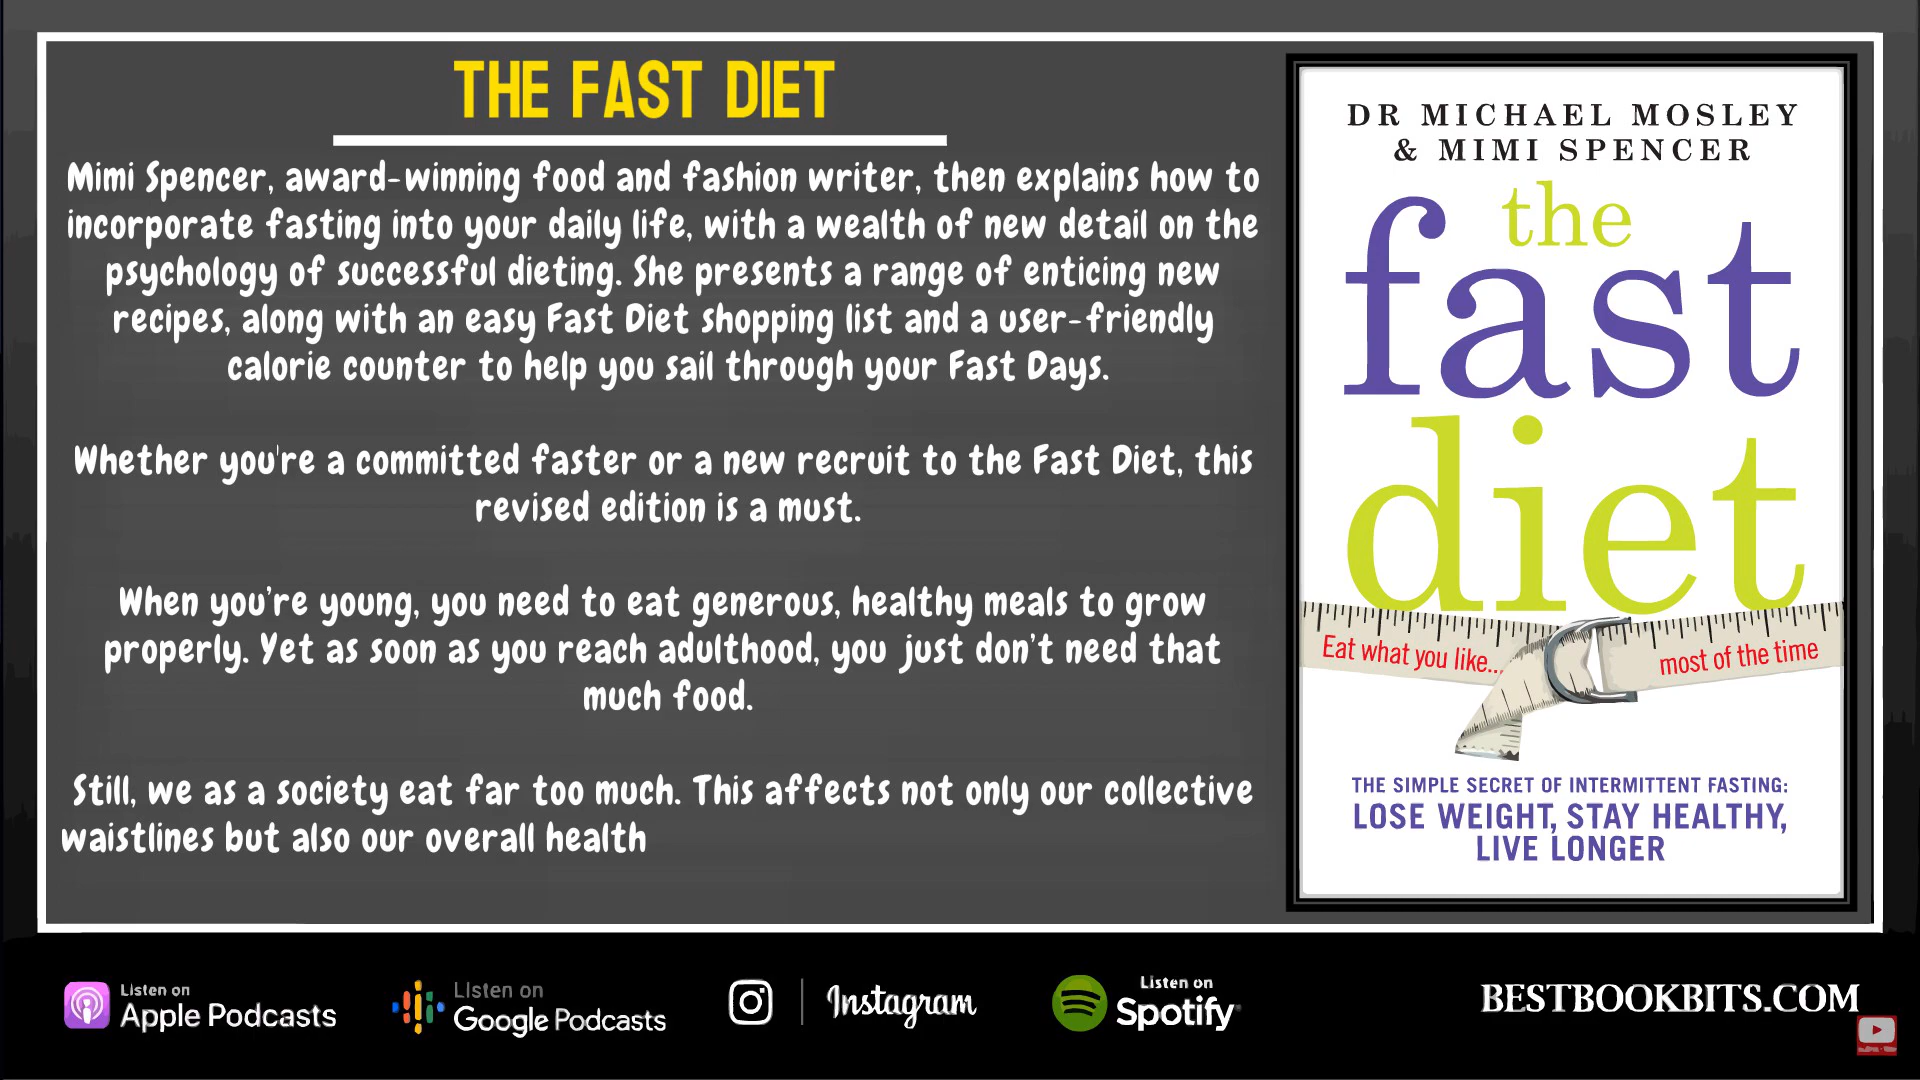 THE FAST DIET
Mimi Spencer, award-winning food and fashion writer, then explains how to
incorporate fasting into your daily life, with a wealth of new detail on the
psychology of successful dieting. She presents a range of enticing new
recipes, along with an easy Fast Diet shopping list and a user-friendly
calorie counter to help you sail through your Fast Days.
Whether you're a committed faster or a new recruit to the Fast Diet, this
revised edition is a must.
When you’re young, you need to eat generous, healthy meals to grow
properly. Yet as soon as you reach adulthood, you just don’t need that
much food.
Still, we as a society eat far too much. This affects not only our collective
waistlines but also our overall health
DR MICHAEL MOSLEY
& MIMI SPENCER
the
fast
diet
Eat what you like...
most of the time
THE SIMPLE SECRET OF INTERMITTENT FASTING:
LOSE WEIGHT, STAY HEALTHY,
LIVE LONGER
Listen on
Apple Podcasts
Listen on
Google Podcasts
Instagram
Listen on
Spotify
BESTBOOKBITS.COM